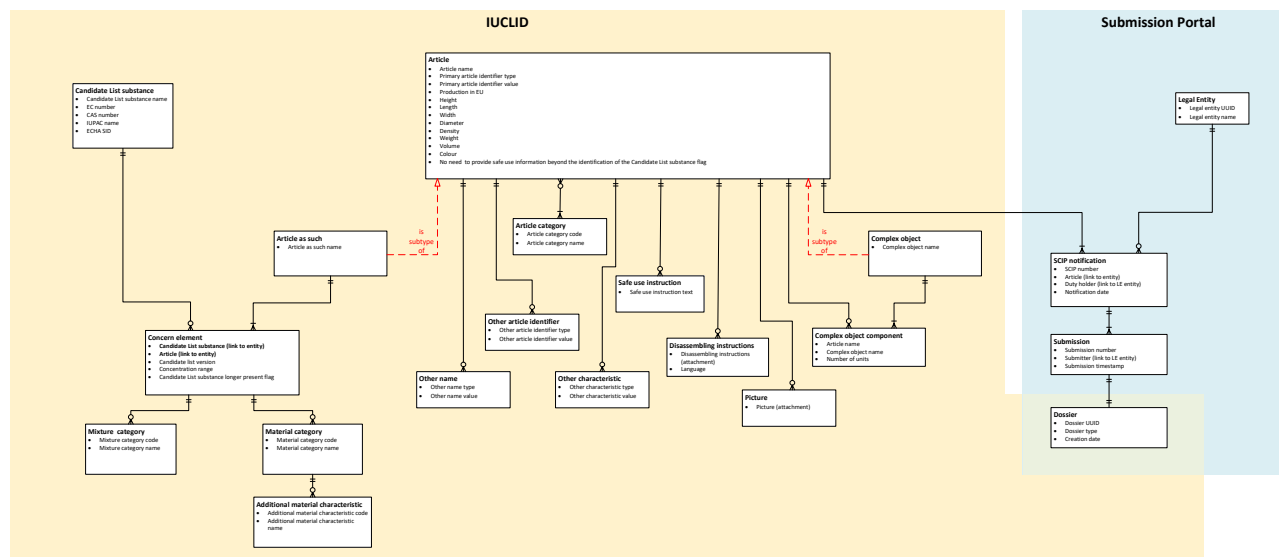 IUCLID
Submission Portal
Article
• Article name
• Primary article identifier type
• Primary article identifier value
• Production in EU
• Height
• Length
• Width
• Diameter
• Density
• Weight
• Volume
• Colour
• No need to provide safe use information beyond the identification of the Candidate List substance flag
Candidate List substance
• Candidate List substance name
• EC number
• CAS number
• IUPAC name
• ECHA SID
Legal Entity
• Legal entity UUID
• Legal entity name
Article as such
• Article as such name
is
subtype
of
Article category
• Article category code
• Article category name
is
subtype
of
Complex object
• Complex object name
SCIP notification
• SCIP number
• Article (link to entity)
• Duty holder (link to LE entity)
• Notification date
Safe use instruction
• Safe use instruction text
Other article identifier
• Other article identifier type
• Other article identifier value
Concern element
• Candidate List substance (link to entity)
• Article (link to entity)
• Candidate list version
• Concentration range
• Candidate List substance longer present flag
Complex object component
• Article name
• Complex object name
• Number of units
Disassembling instructions
• Disassembling instructions
(attachment)
• Language
Submission
• Submission number
• Submitter (link to LE entity)
• Submission timestamp
Other name
• Other name type
• Other name value
Other characteristic
• Other characteristic type
• Other characteristic value
Picture
• Picture (attachment)
Dossier
• Dossier UUID
• Dossier type
• Creation date
Mixture category
• Mixture category code
• Mixture category name
Material category
• Material category code
• Material category name
Additional material characteristic
• Additional material characteristic code
• Additional material characteristic
name